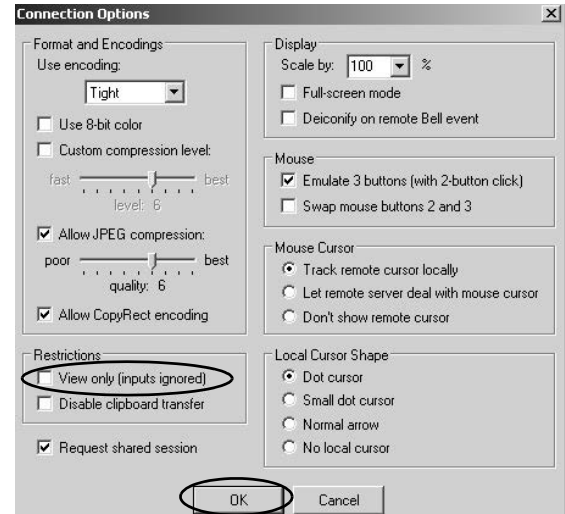 Connection Options
Format and Encodings
Use encoding:
Tight
Use 8-bit color
Custom compression level:
fast best
level: 6
Allow JPEG compression:
poor best
quality: 6
Allow CopyRect encoding
Restrictions
View only (inputs ignored)
Disable clipboard transfer
Request shared session
Display
Scale by: 100 %
Full-screen mode
Deiconify on remote Bell event
Mouse
Emulate 3 buttons (with 2-button click)
Swap mouse buttons 2 and 3
Mouse Cursor
Track remote cursor locally
Let remote server deal with mouse cursor
Don't show remote cursor
Local Cursor Shape
Dot cursor
Small dot cursor
Normal arrow
No local cursor
OK Cancel